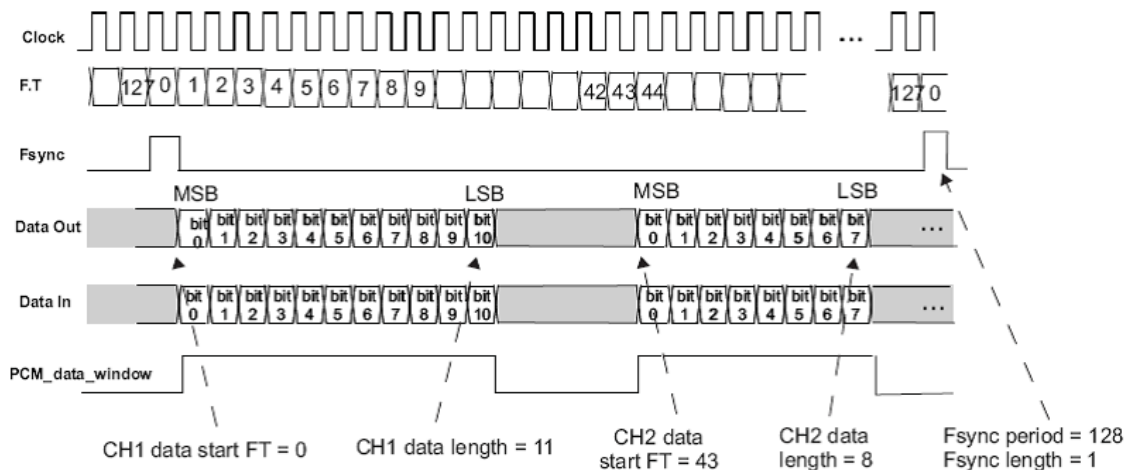 Clock ...
F.T 127 0 1 2 3 4 5 6 7 8 9 42 43 44 127 0
Fsync
MSB LSB MSB LSB
Data Out bit 0 bit 1 bit 2 bit 3 bit 4 bit 5 bit 6 bit 7 bit 8 bit 9 bit 10 bit 0 bit 1 bit 2 bit 3 bit 4 bit 5 bit 6 bit 7 ...
Data In bit 0 bit 1 bit 2 bit 3 bit 4 bit 5 bit 6 bit 7 bit 8 bit 9 bit 10 bit 0 bit 1 bit 2 bit 3 bit 4 bit 5 bit 6 bit 7 ...
PCM_data_window
CH1 data start FT = 0
CH1 data length = 11
CH2 data
start FT = 43
CH2 data
length = 8
Fsync period = 128
Fsync length = 1